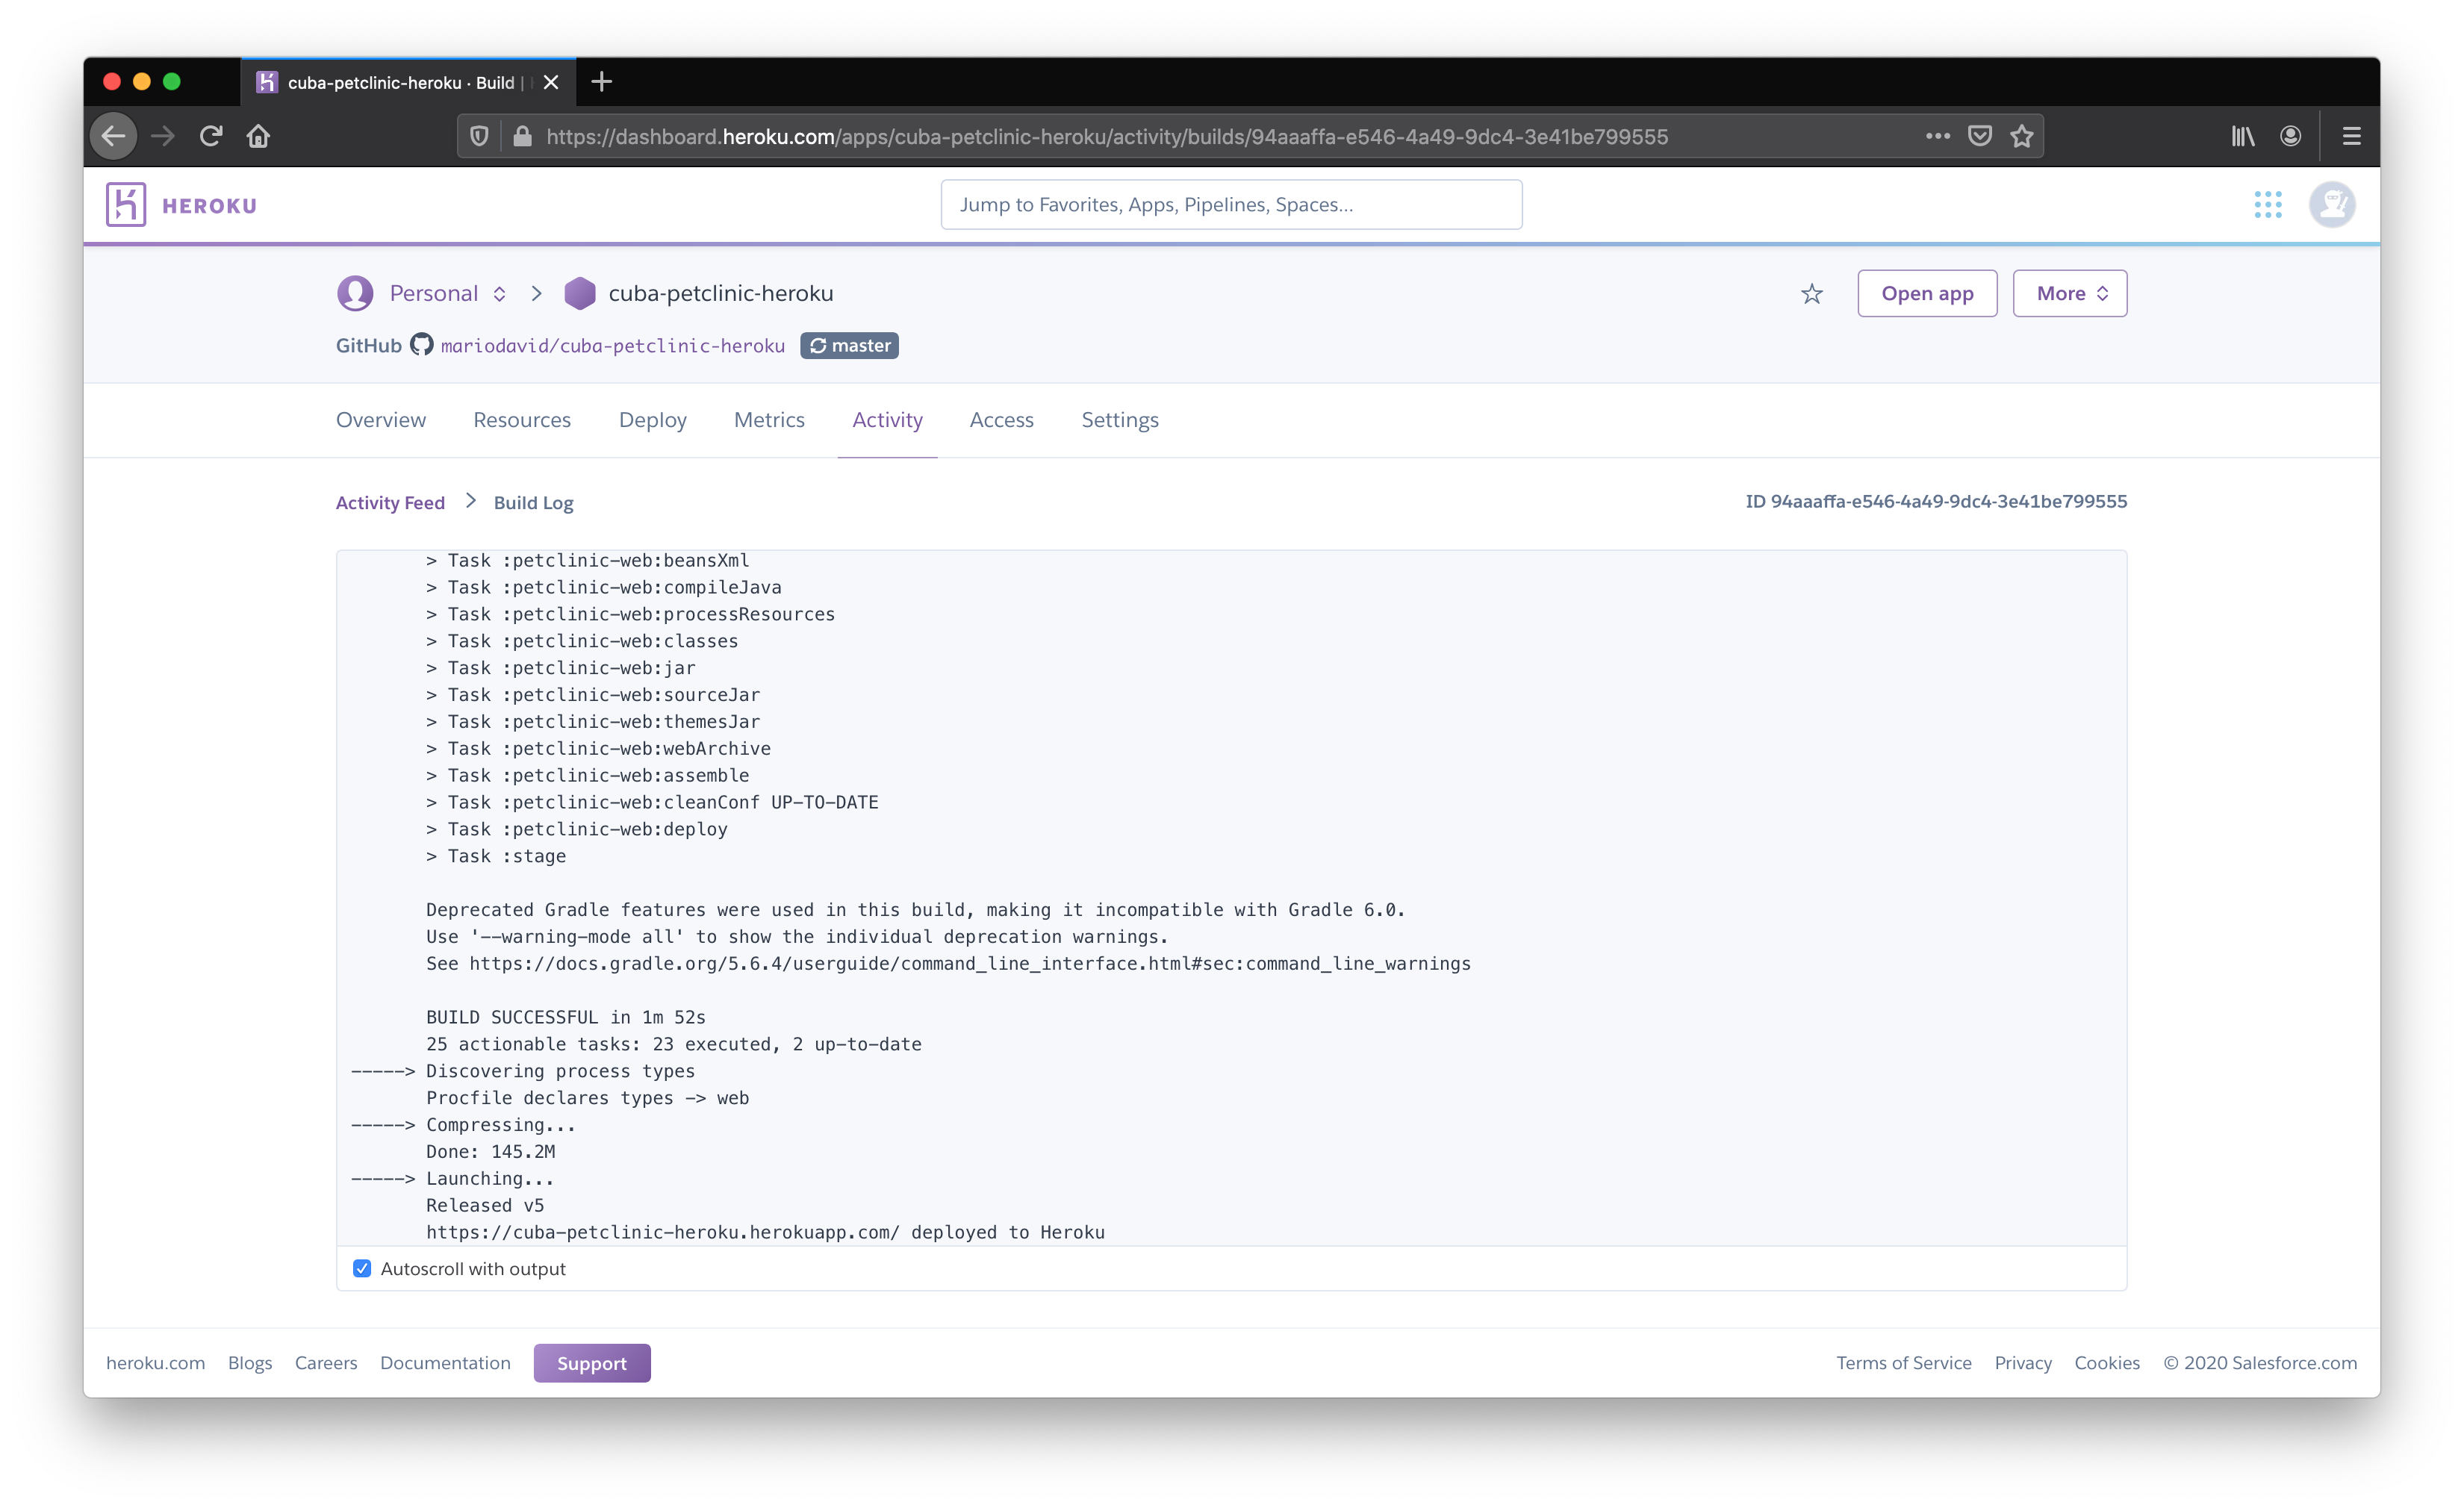 cuba-petclinic-heroku · Build |
https://dashboard.heroku.com/apps/cuba-petclinic-heroku/activity/builds/94aaaffa-e546-4a49-9dc4-3e41be799555
HEROKU
Jump to Favorites, Apps, Pipelines, Spaces...
Personal > cuba-petclinic-heroku
Open app
More
GitHub mariodavid/cuba-petclinic-heroku master
Overview Resources Deploy Metrics Activity Access Settings
Activity Feed > Build Log
ID 94aaaffa-e546-4a49-9dc4-3e41be799555
> Task :petclinic-web:beansXml
> Task :petclinic-web:compileJava
> Task :petclinic-web:processResources
> Task :petclinic-web:classes
> Task :petclinic-web:jar
> Task :petclinic-web:sourceJar
> Task :petclinic-web:themesJar
> Task :petclinic-web:webArchive
> Task :petclinic-web:assemble
> Task :petclinic-web:cleanConf UP-TO-DATE
> Task :petclinic-web:deploy
> Task :stage
Deprecated Gradle features were used in this build, making it incompatible with Gradle 6.0.
Use '--warning-mode all' to show the individual deprecation warnings.
See https://docs.gradle.org/5.6.4/userguide/command_line_interface.html#sec:command_line_warnings
BUILD SUCCESSFUL in 1m 52s
25 actionable tasks: 23 executed, 2 up-to-date
-----> Discovering process types
Procfile declares types -> web
-----> Compressing...
Done: 145.2M
-----> Launching...
Released v5
https://cuba-petclinic-heroku.herokuapp.com/ deployed to Heroku
Autoscroll with output
heroku.com Blogs Careers Documentation Support
Terms of Service Privacy Cookies © 2020 Salesforce.com